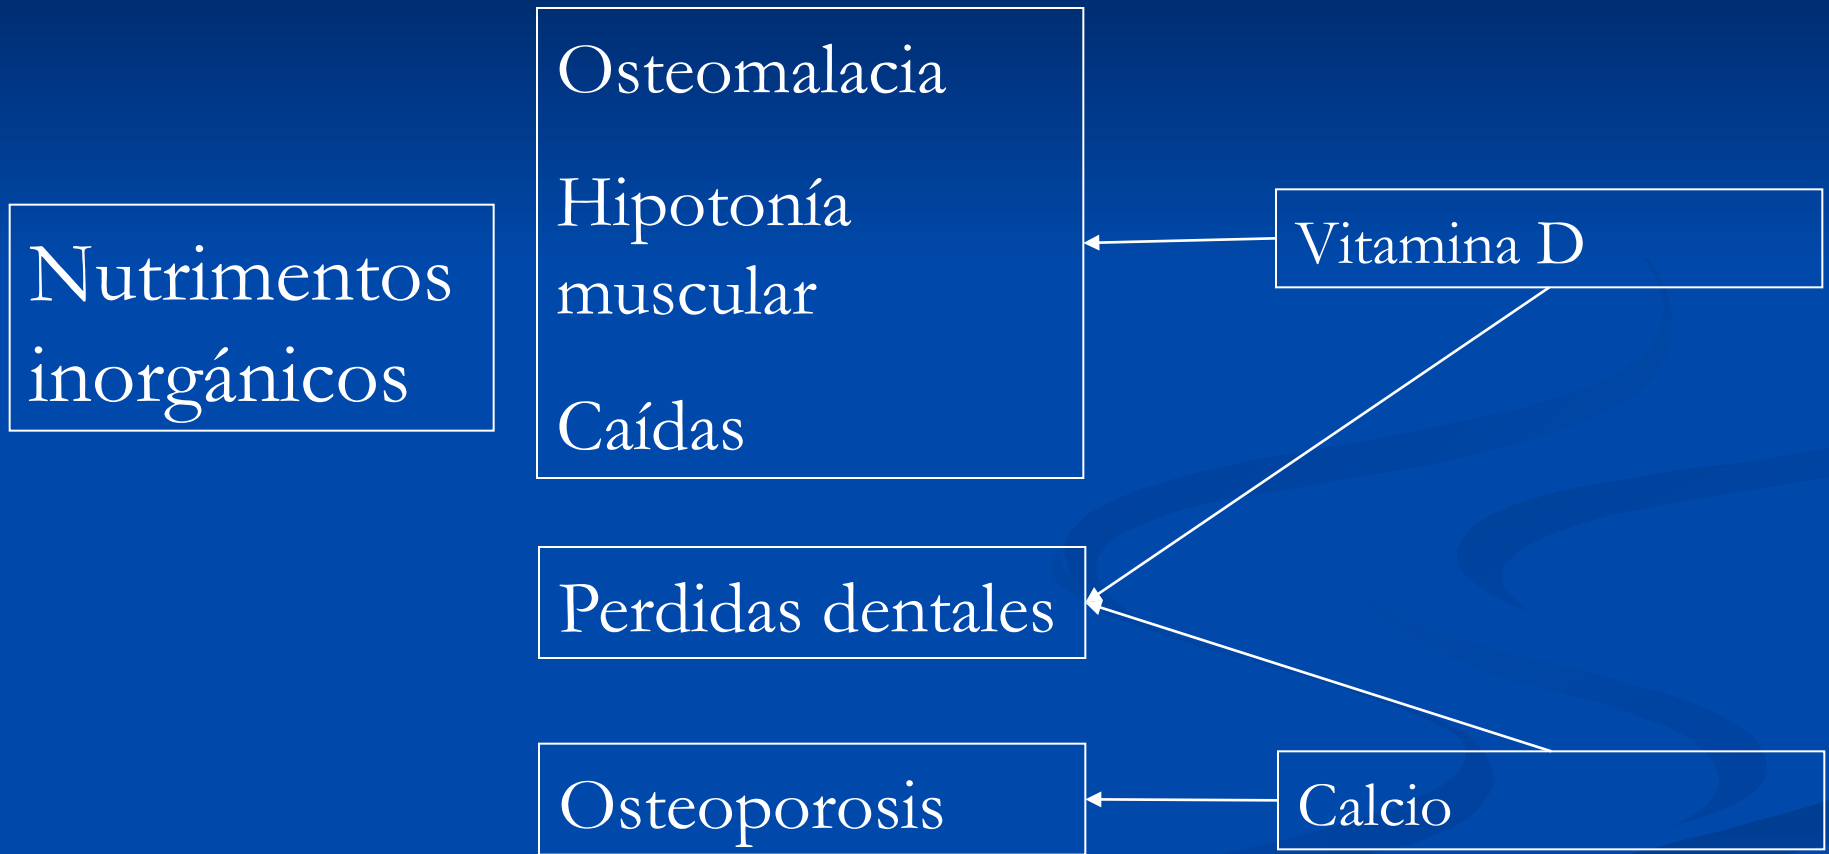 Nutrimentos
inorgánicos
Osteomalacia
Hipotonía
muscular
Caídas
Perdidas dentales
Osteoporosis
Vitamina D
Calcio